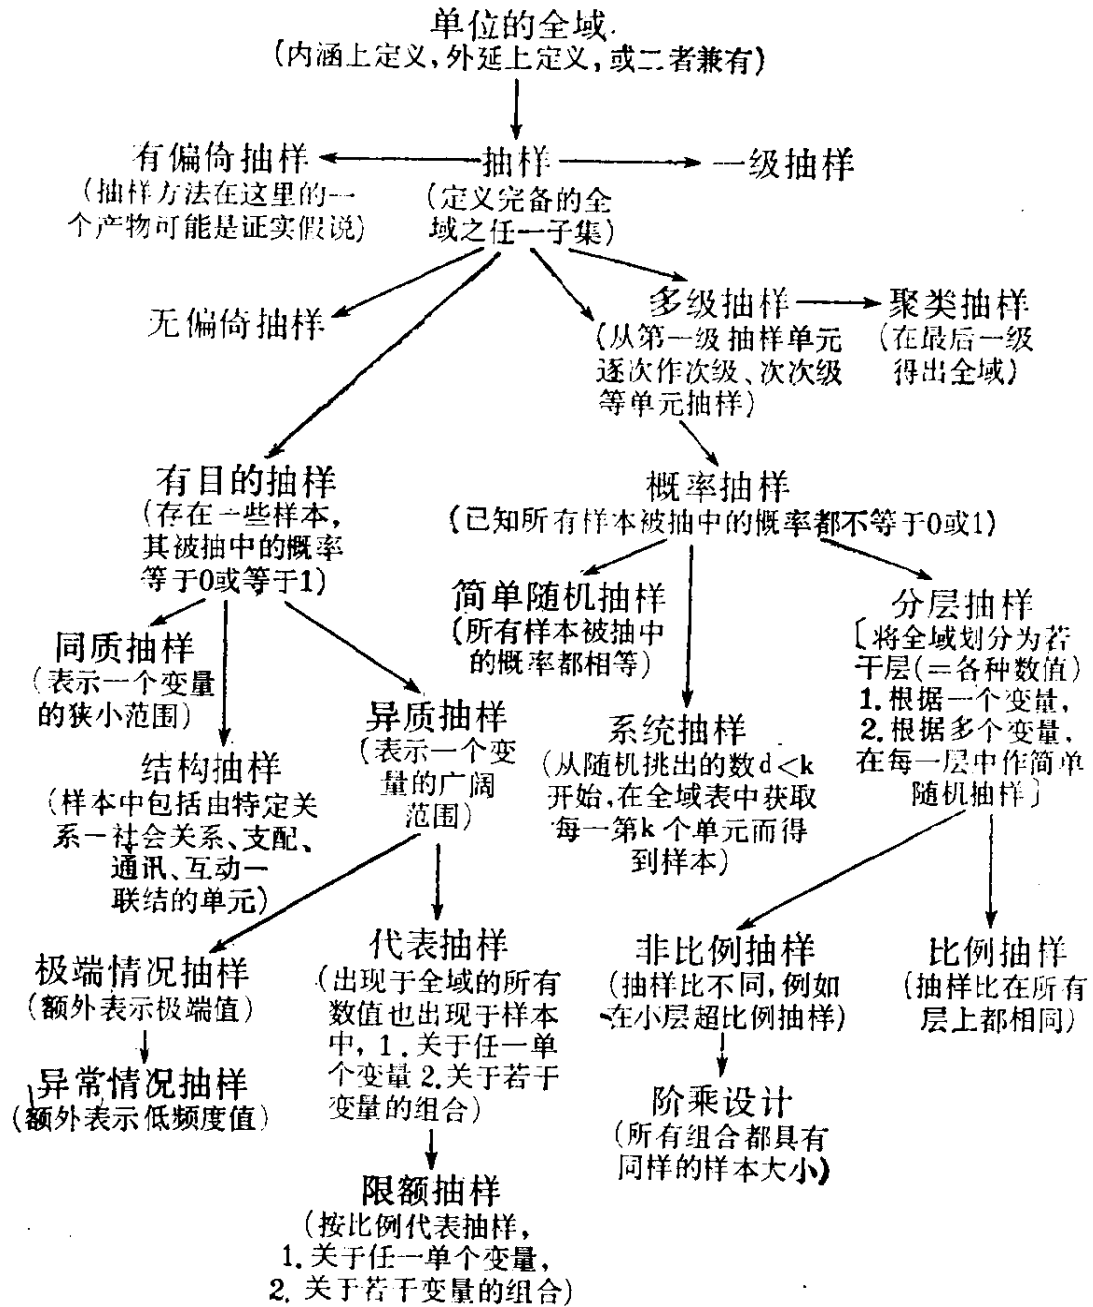 单位的全域
(内涵上定义,外延上定义,或二者兼有)
有偏倚抽样
(抽样方法在这里的一
个产物可能是证实假说)
抽样
(定义完备的全
域之任一子集)
一级抽样
无偏倚抽样
多级抽样
(从第一级抽样单元
逐次作次级、次次级
等单元抽样)
聚类抽样
(在最后一级
得出全域)
有目的抽样
(存在一些样本,
其被抽中的概率
等于0或等于1)
概率抽样
(已知所有样本被抽中的概率都不等于0或1)
同质抽样
(表示一个变量
的狭小范围)
结构抽样
(样本中包括由特定关
系—社会关系、支配、
通讯、互动—
联结的单元)
异质抽样
(表示一个变
量的广阔
范围)
简单随机抽样
(所有样本被抽中
的概率都相等)
系统抽样
(从随机挑出的数d<k
开始,在全域表中获取
每一第k个单元而得
到样本)
分层抽样
〔将全域划分为若
干层(=各种数值)
1.根据一个变量,
2.根据多个变量,
在每一层中作简单
随机抽样〕
极端情况抽样
(额外表示极端值)
异常情况抽样
(额外表示低频度值)
代表抽样
(出现于全域的所有
数值也出现于样本
中, 1.关于任一单
个变量2.关于若干
变量的组合)
限额抽样
(按比例代表抽样,
1.关于任一单个变量,
2.关于若干变量的组合)
非比例抽样
(抽样比不同,例如
在小层超比例抽样)
阶乘设计
(所有组合都具有
同样的样本大小)
比例抽样
(抽样比在所有
层上都相同)